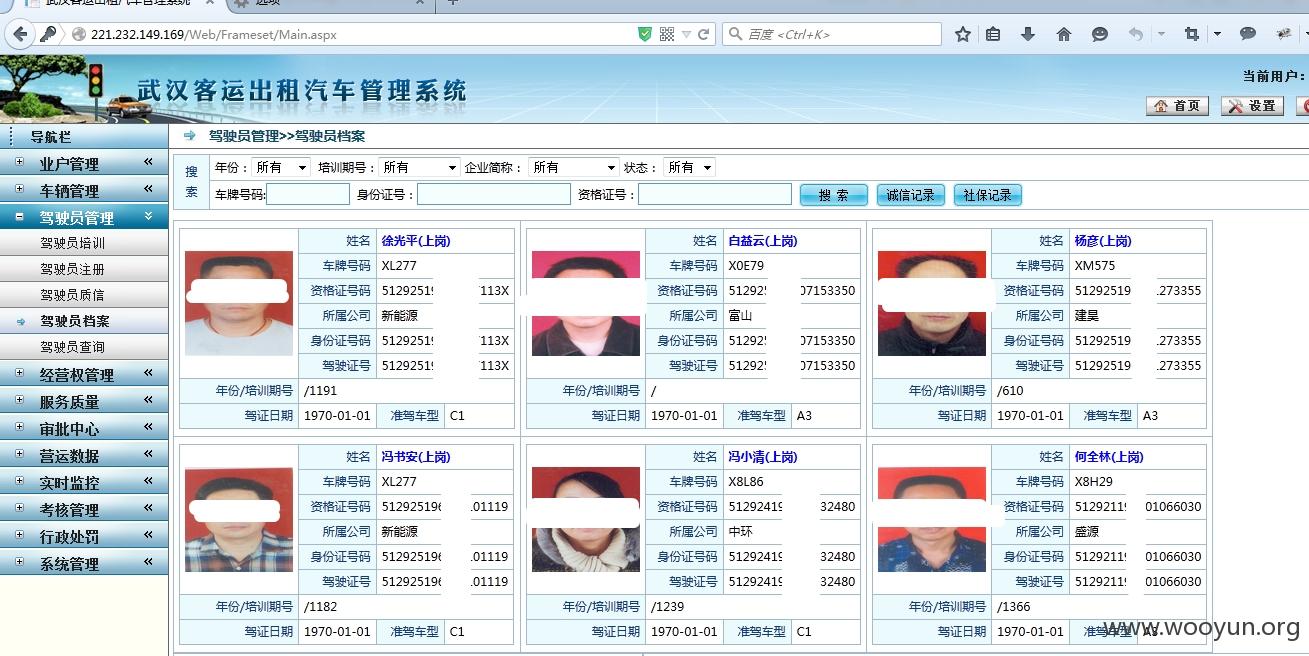 武汉客运出租汽车管理系统
选项
221.232.149.169/Web/Frameset/Main.aspx
百度 <Ctrl+K>
武汉客运出租汽车管理系统
当前用户：
首页 设置
导航栏
驾驶员管理>>驾驶员档案
业户管理
车辆管理
驾驶员管理
驾驶员培训
驾驶员注册
驾驶员质信
驾驶员档案
驾驶员查询
经营权管理
服务质量
审批中心
营运数据
实时监控
考核管理
行政处罚
系统管理
搜索
年份： 所有 培训期号： 所有 企业简称： 所有 状态： 所有
车牌号码: 身份证号： 资格证号： 搜 索 诚信记录 社保记录
姓名 徐光平(上岗)
车牌号码 XL277
资格证号码 5129251 113X
所属公司 新能源
身份证号码 5129251 113X
驾驶证号 5129251 113X
年份/培训期号 /1191
驾证日期 1970-01-01 准驾车型 C1
姓名 白益云(上岗)
车牌号码 X0E79
资格证号码 51292 07153350
所属公司 富山
身份证号码 51292 07153350
驾驶证号 51292 07153350
年份/培训期号 /
驾证日期 1970-01-01 准驾车型 A3
姓名 杨彦(上岗)
车牌号码 XM575
资格证号码 51292519 273355
所属公司 建昊
身份证号码 51292519 273355
驾驶证号 51292519 273355
年份/培训期号 /610
驾证日期 1970-01-01 准驾车型 A3
姓名 冯书安(上岗)
车牌号码 XL277
资格证号码 51292519 01119
所属公司 新能源
身份证号码 51292519 01119
驾驶证号 51292519 01119
年份/培训期号 /1182
驾证日期 1970-01-01 准驾车型 C1
姓名 冯小清(上岗)
车牌号码 X8L86
资格证号码 51292419 32480
所属公司 中环
身份证号码 51292419 32480
驾驶证号 51292419 32480
年份/培训期号 /1239
驾证日期 1970-01-01 准驾车型 C1
姓名 何全林(上岗)
车牌号码 X8H29
资格证号码 5129211 01066030
所属公司 盛源
身份证号码 5129211 01066030
驾驶证号 5129211 01066030
年份/培训期号 /1366
驾证日期 1970-01-01 准驾车型 A3
www.wooyun.org